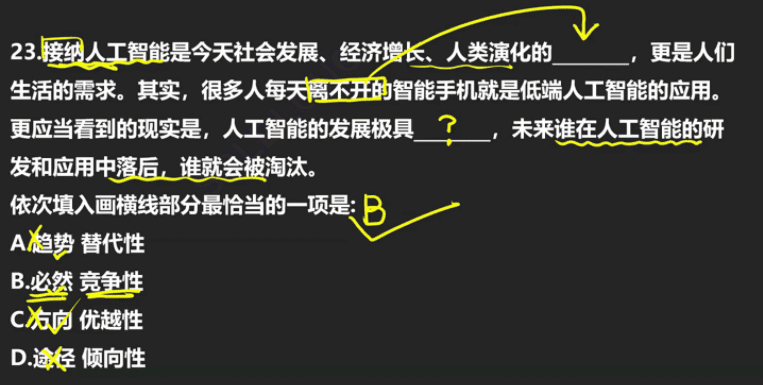 23.接纳人工智能是今天社会发展、经济增长、人类演化的______，更是人们
生活的需求。其实，很多人每天离不开的智能手机就是低端人工智能的应用。
更应当看到的现实是，人工智能的发展极具______，未来谁在人工智能的研
?
发和应用中落后，谁就会被淘汰。
依次填入画横线部分最恰当的一项是: B
A.趋势 替代性
B.必然 竞争性
C.方向 优越性
D.途径 倾向性